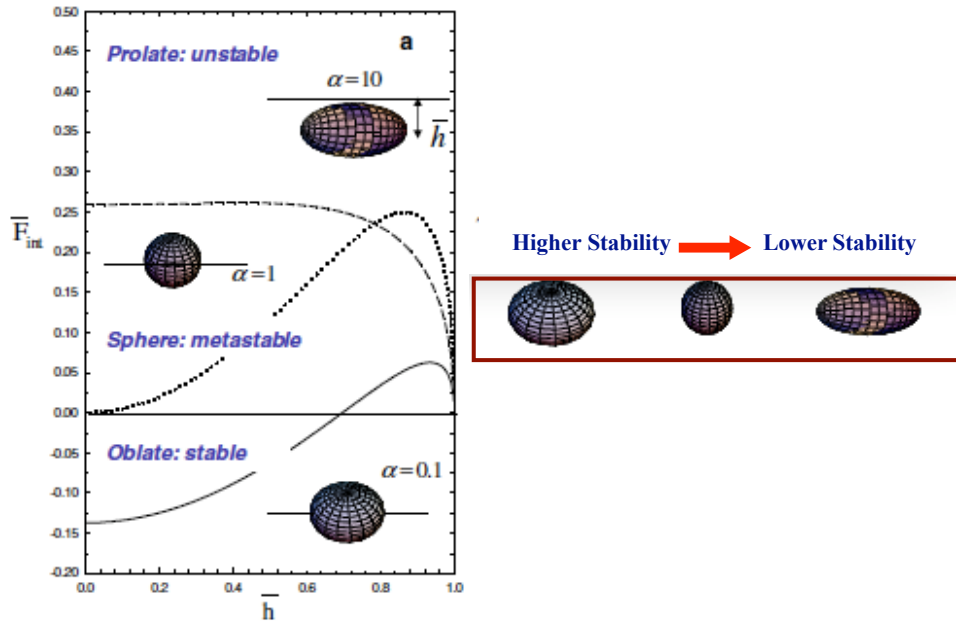 0.50
a
Prolate: unstable
0.45
α=10
0.40
0.35
h̅
0.30
0.25
F̅int
Higher Stability Lower Stability
0.20
α=1
0.15
Sphere: metastable
0.10
0.05
0.00
Oblate: stable
-0.05
α=0.1
-0.10
-0.15
-0.20
0.0 0.2 0.4 0.6 0.8 1.0
h̅